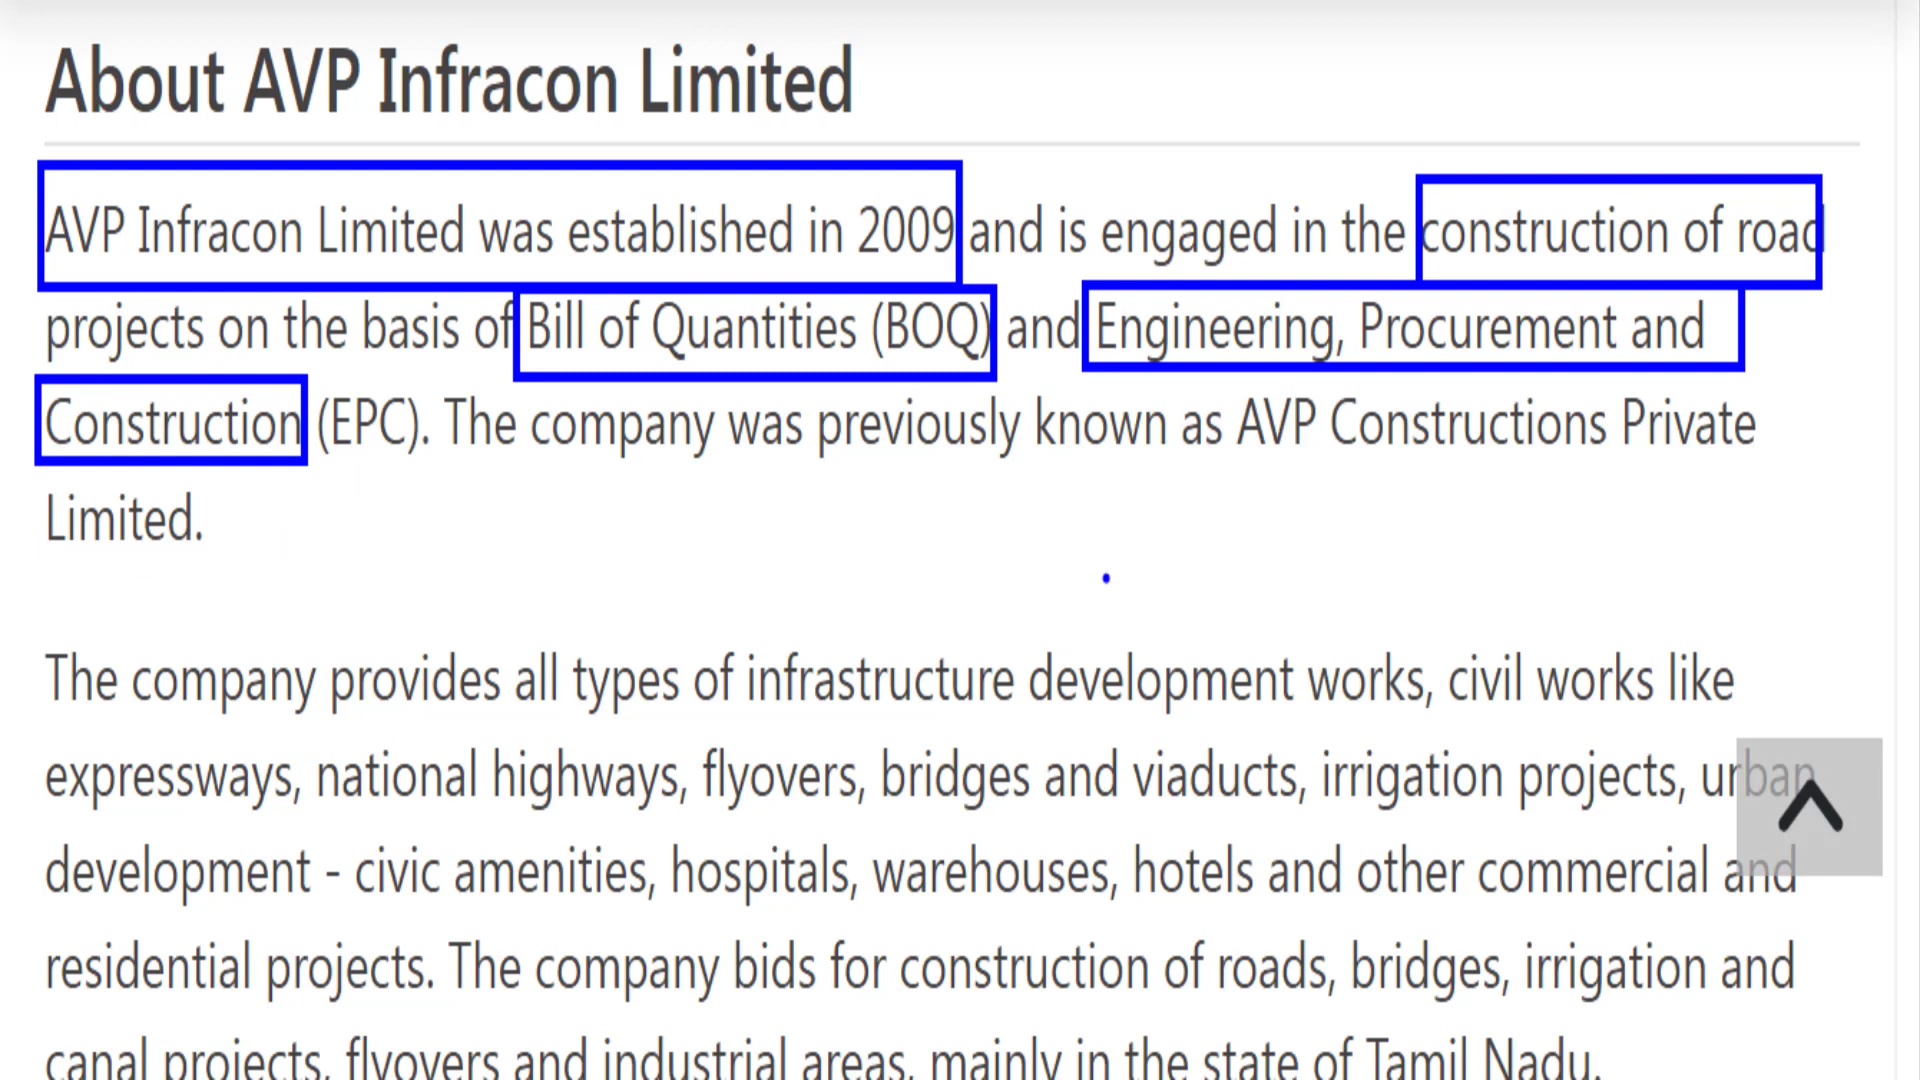 About AVP Infracon Limited
AVP Infracon Limited was established in 2009 and is engaged in the construction of road
projects on the basis of Bill of Quantities (BOQ) and Engineering, Procurement and
Construction (EPC). The company was previously known as AVP Constructions Private
Limited.
The company provides all types of infrastructure development works, civil works like
expressways, national highways, flyovers, bridges and viaducts, irrigation projects, urban
development - civic amenities, hospitals, warehouses, hotels and other commercial and
residential projects. The company bids for construction of roads, bridges, irrigation and
canal projects, flyovers and industrial areas, mainly in the state of Tamil Nadu.